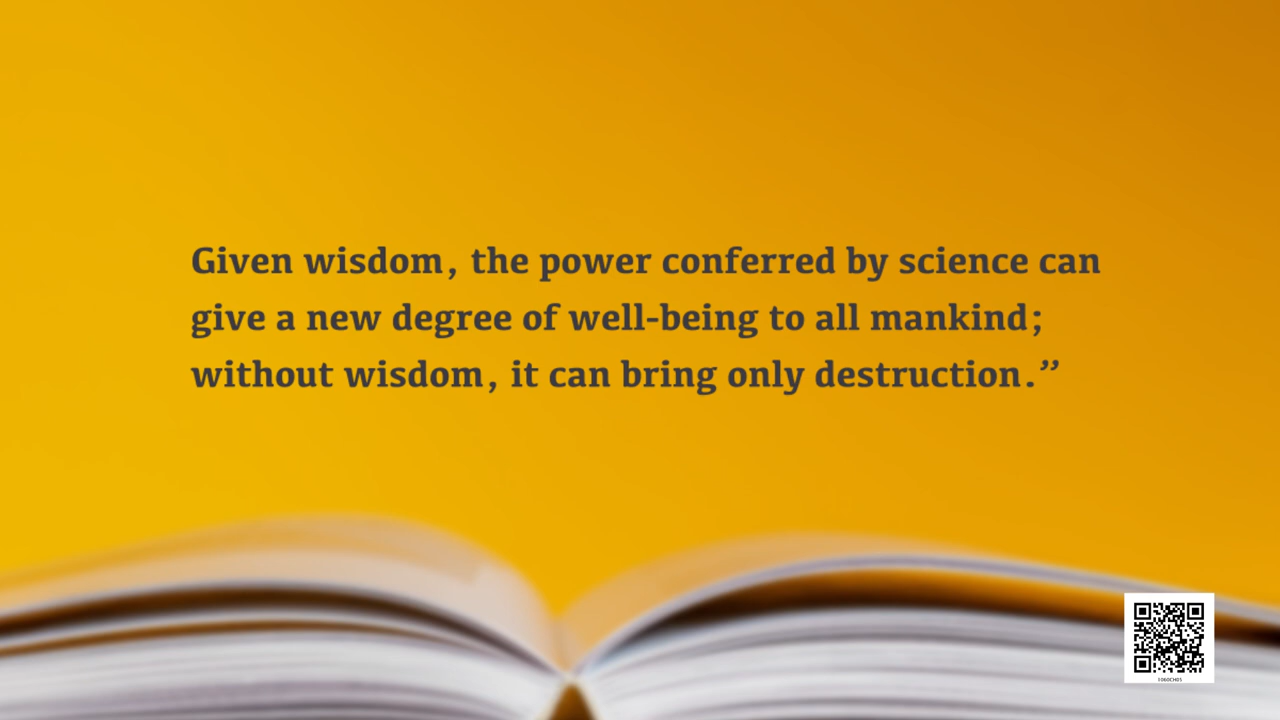 Given wisdom, the power conferred by science can
give a new degree of well-being to all mankind;
without wisdom, it can bring only destruction.”